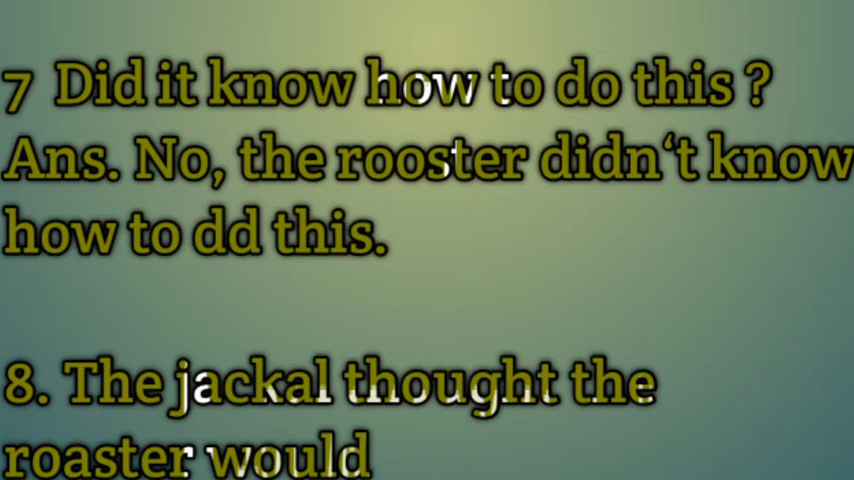 7 Did it know how to do this ?
Ans. No, the rooster didn‘t know
how to dd this.
8. The jackal thought the
roaster would